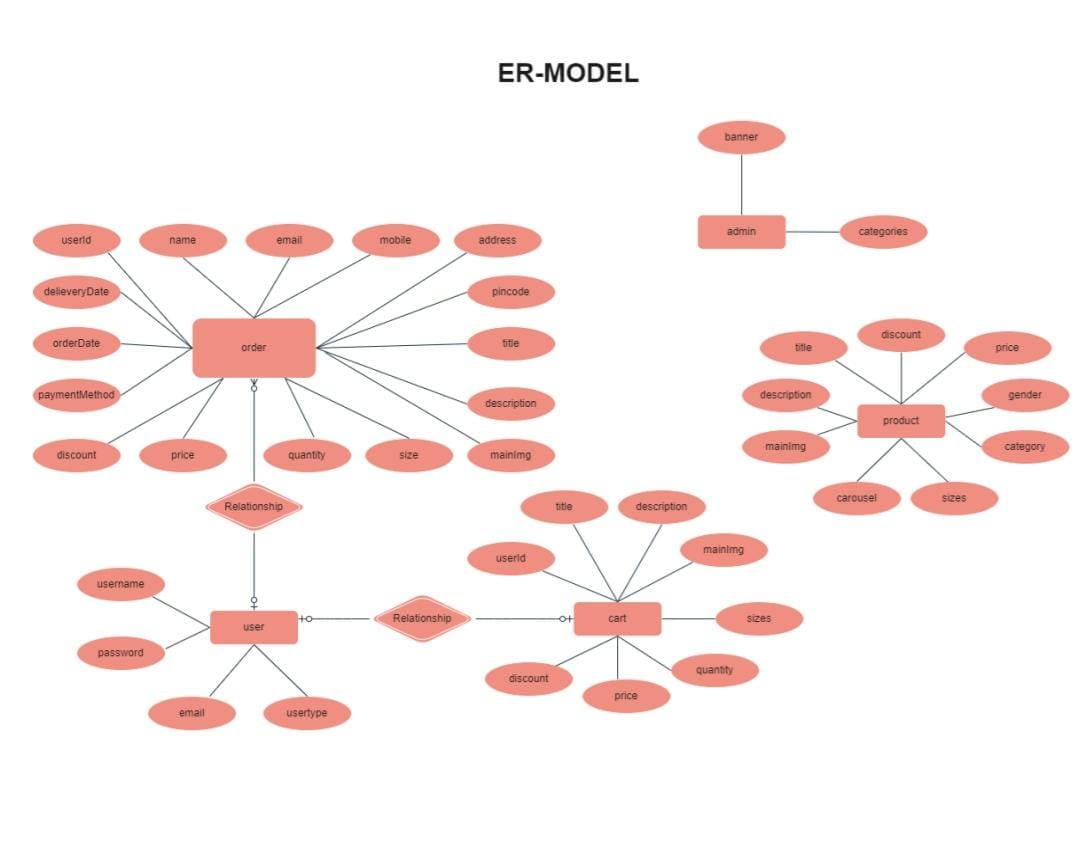 ER-MODEL
banner
admin
categories
userId
name
email
mobile
address
delieveryDate
pincode
orderDate
order
title
paymentMethod
description
discount
price
quantity
size
mainImg
title
discount
price
description
gender
product
mainImg
category
carousel
sizes
Relationship
title
description
userId
mainImg
username
user
Relationship
cart
sizes
password
discount
price
quantity
email
usertype